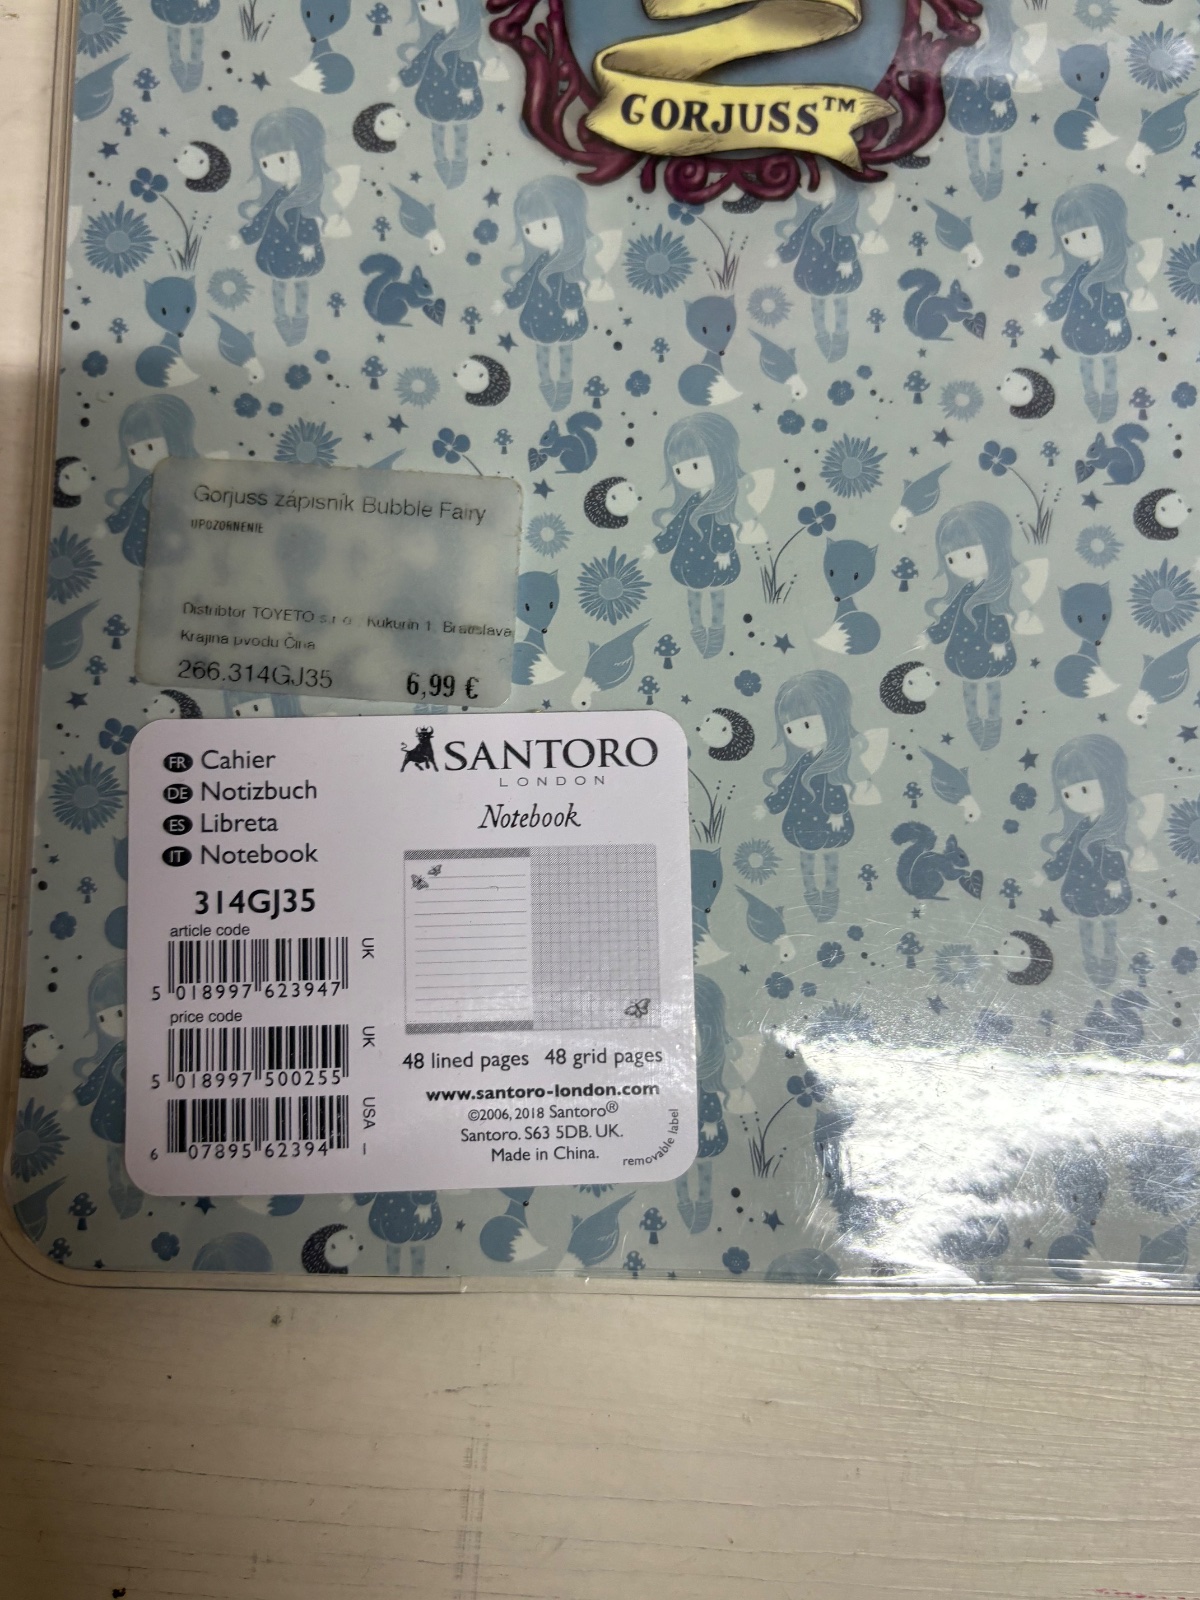 GORJUSS™
Gorjuss zápisník Bubble Fairy
UPOZORNENIE
Distribtor TOYETO s.r.o., Kukurín 1, Bratislava
Krajina pvodu Čína
266.314GJ35 6,99 €
FR Cahier
DE Notizbuch
ES Libreta
IT Notebook
314GJ35
article code
UK
5 018997 623947
price code
UK
5 018997 500255
USA
6 07895 62394
SANTORO
LONDON
Notebook
48 lined pages 48 grid pages
www.santoro-london.com
©2006, 2018 Santoro®
Santoro. S63 5DB. UK.
Made in China.
removable label